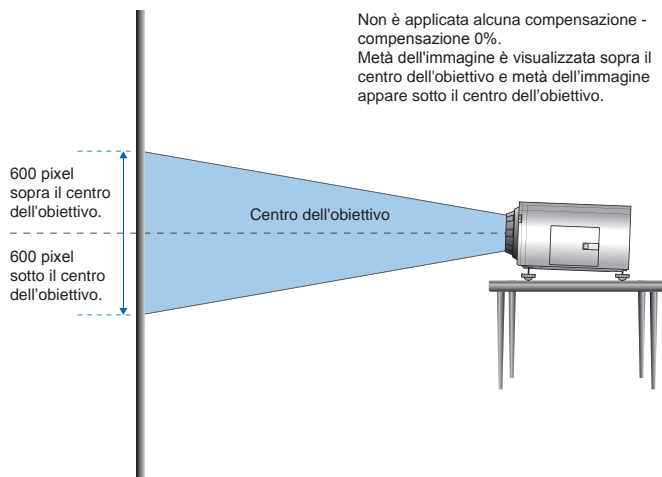 Non è applicata alcuna compensazione -
compensazione 0%.
Metà dell'immagine è visualizzata sopra il
centro dell'obiettivo e metà dell’immagine
appare sotto il centro dell’obiettivo.
600 pixel
sopra il centro
dell'obiettivo.
Centro dell’obiettivo
600 pixel
sotto il centro
dell’obiettivo.